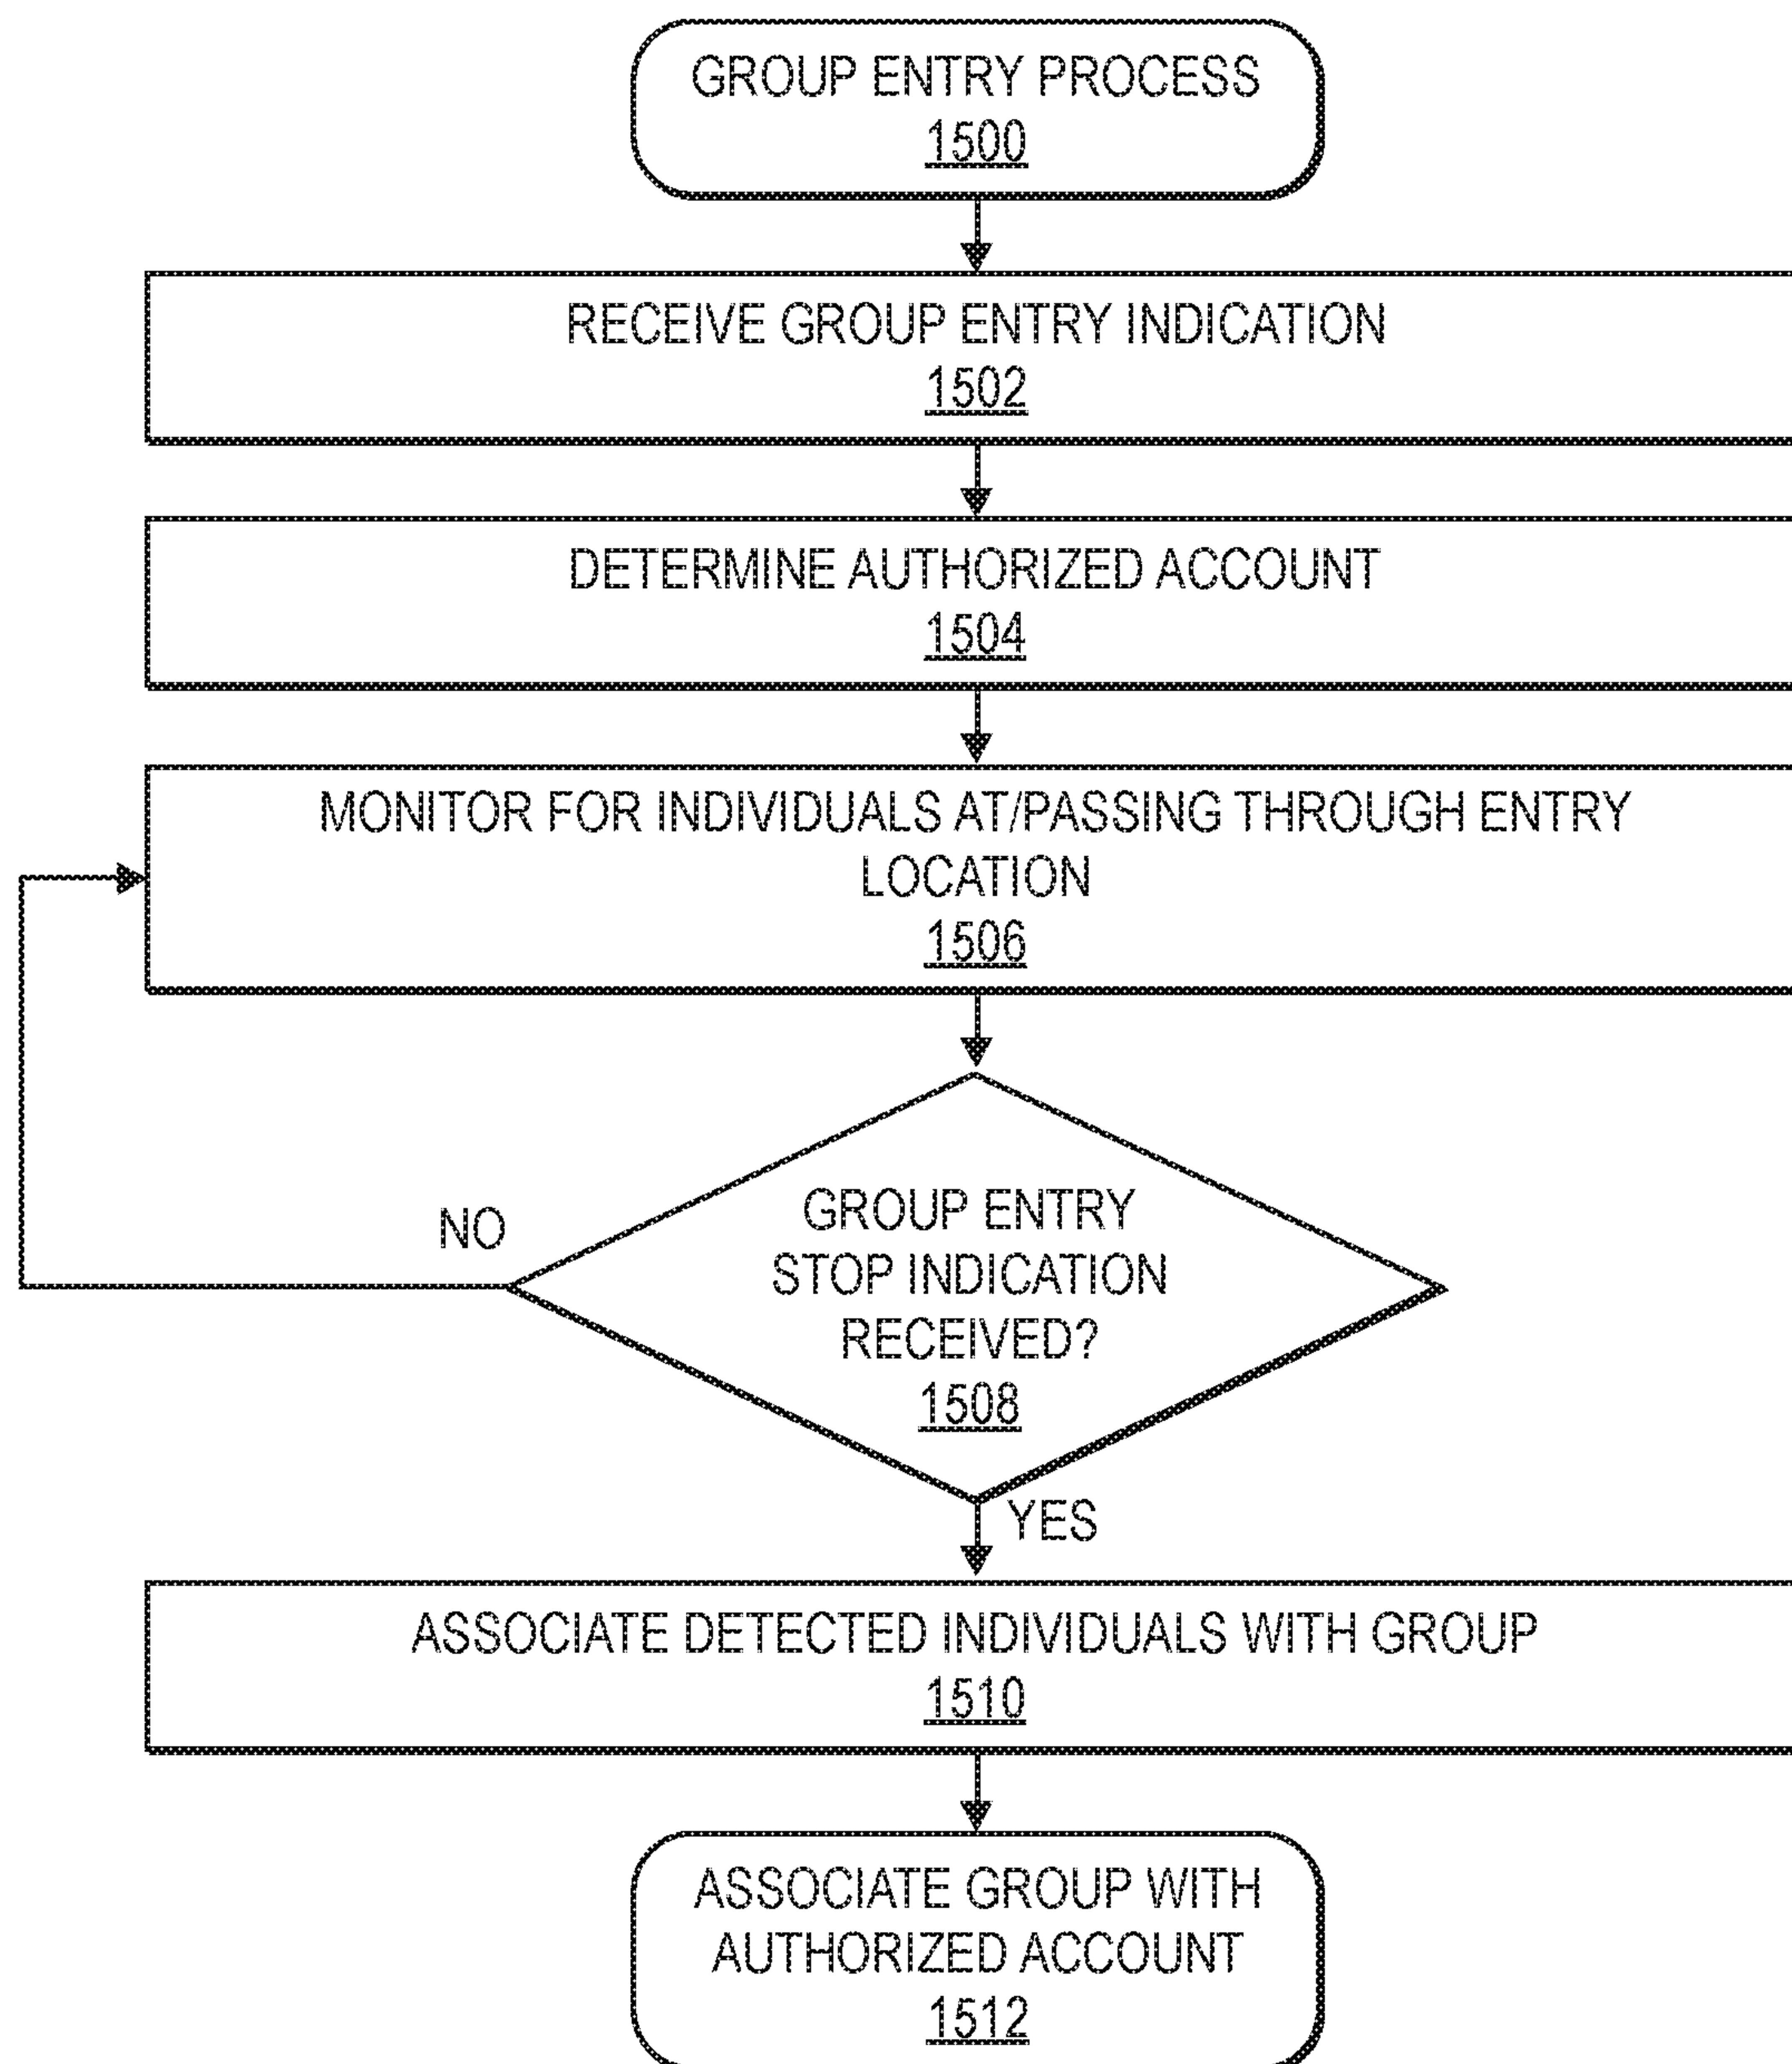 GROUP ENTRY PROCESS
1500
RECEIVE GROUP ENTRY INDICATION
1502
DETERMINE AUTHORIZED ACCOUNT
1504
MONITOR FOR INDIVIDUALS AT/PASSING THROUGH ENTRY
LOCATION
1506
GROUP ENTRY
STOP INDICATION
RECEIVED?
1508
NO
YES
ASSOCIATE DETECTED INDIVIDUALS WITH GROUP
1510
ASSOCIATE GROUP WITH
AUTHORIZED ACCOUNT
1512